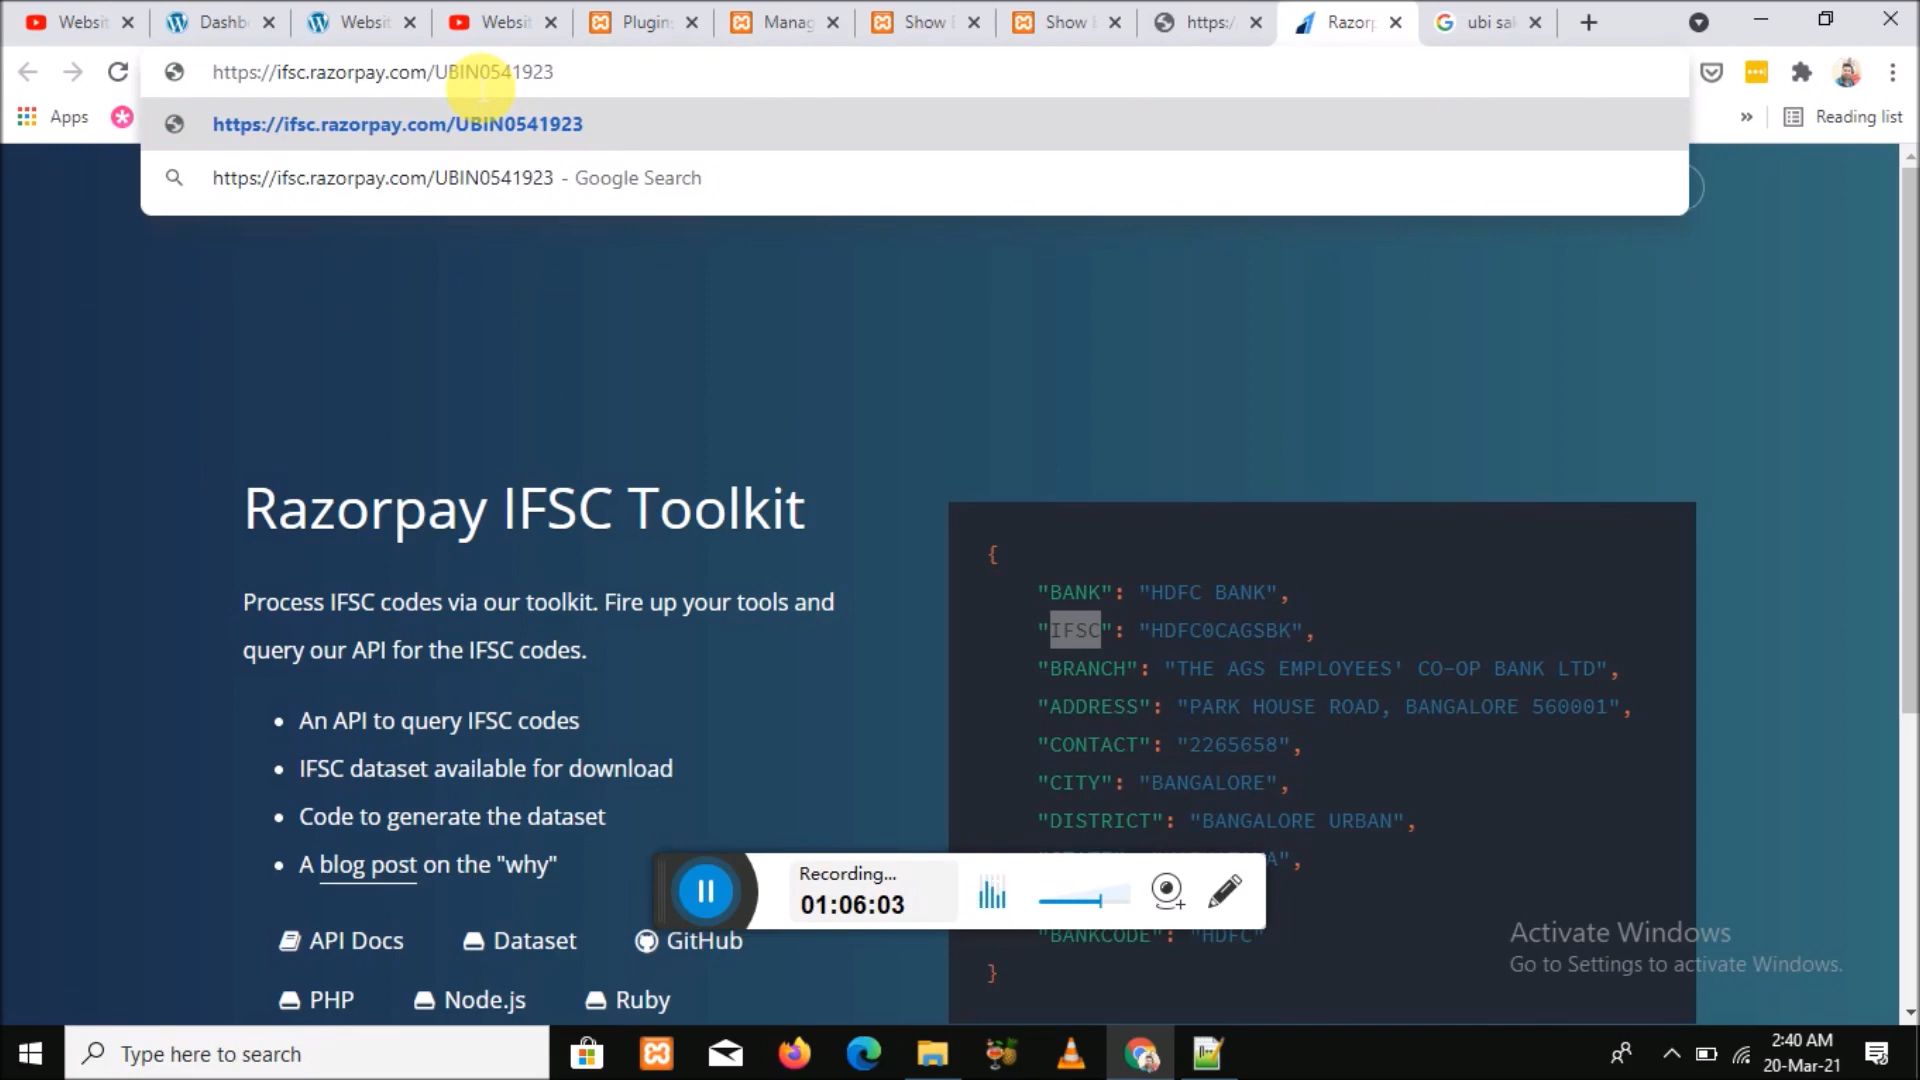 Websit
Dashb
Websit
Websit
Plugins
Manag
Show
Show
https:/
Razorp
ubi sal
https://ifsc.razorpay.com/UBIN0541923
Apps
https://ifsc.razorpay.com/UBIN0541923
Reading list
https://ifsc.razorpay.com/UBIN0541923 - Google Search
Razorpay IFSC Toolkit
Process IFSC codes via our toolkit. Fire up your tools and
query our API for the IFSC codes.
• An API to query IFSC codes
• IFSC dataset available for download
• Code to generate the dataset
• A blog post on the "why"
API Docs Dataset GitHub
PHP Node.js Ruby
{
"BANK": "HDFC BANK",
"IFSC": "HDFC0CAGSBK",
"BRANCH": "THE AGS EMPLOYEES' CO-OP BANK LTD",
"ADDRESS": "PARK HOUSE ROAD, BANGALORE 560001",
"CONTACT": "2265658",
"CITY": "BANGALORE",
"DISTRICT": "BANGALORE URBAN",
"BANKCODE": "HDFC"
}
Recording...
01:06:03
Activate Windows
Go to Settings to activate Windows.
Type here to search
2:40 AM
20-Mar-21